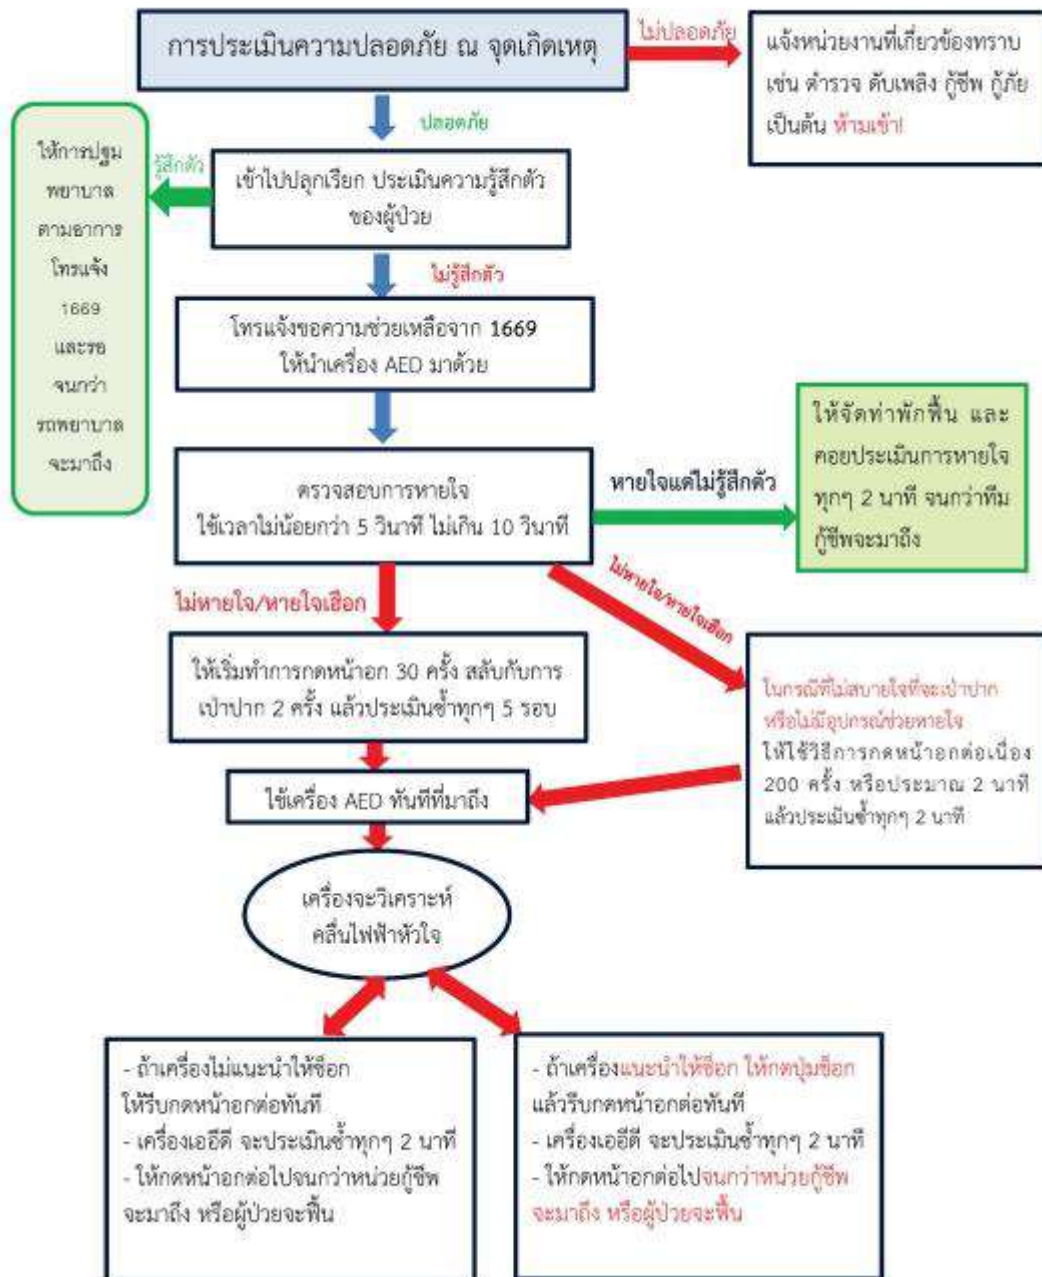 การประเมินความปลอดภัย ณ จุดเกิดเหตุ
ไม่ปลอดภัย
แจ้งหน่วยงานที่เกี่ยวข้องทราบ
เช่น ตำรวจ ดับเพลิง กู้ชีพ กู้ภัย
เป็นต้น ห้ามเข้า!
ปลอดภัย
เข้าไปปลุกเรียก ประเมินความรู้สึกตัว
ของผู้ป่วย
รู้สึกตัว
ให้การปฐม
พยาบาล
ตามอาการ
โทรแจ้ง
1669
และรอ
จนกว่า
รถพยาบาล
จะมาถึง
ไม่รู้สึกตัว
โทรแจ้งขอความช่วยเหลือจาก 1669
ให้นำเครื่อง AED มาด้วย
ตรวจสอบการหายใจ
ใช้เวลาไม่น้อยกว่า 5 วินาที ไม่เกิน 10 วินาที
หายใจแต่ไม่รู้สึกตัว
ให้จัดท่าพักฟื้น และ
คอยประเมินการหายใจ
ทุกๆ 2 นาที จนกว่าทีม
กู้ชีพจะมาถึง
ไม่หายใจ/หายใจเฮือก
ไม่หายใจ/หายใจเฮือก
ให้เริ่มทำการกดหน้าอก 30 ครั้ง สลับกับการ
เป่าปาก 2 ครั้ง แล้วประเมินซ้ำทุกๆ 5 รอบ
ในกรณีที่ไม่สบายใจที่จะเป่าปาก
หรือไม่มีอุปกรณ์ช่วยหายใจ
ให้ใช้วิธีการกดหน้าอกต่อเนื่อง
200 ครั้ง หรือประมาณ 2 นาที
แล้วประเมินซ้ำทุกๆ 2 นาที
ใช้เครื่อง AED ทันทีที่มาถึง
เครื่องจะวิเคราะห์
คลื่นไฟฟ้าหัวใจ
- ถ้าเครื่องไม่แนะนำให้ช็อก
ให้รีบกดหน้าอกต่อทันที
- เครื่องเออีดี จะประเมินซ้ำทุกๆ 2 นาที
- ให้กดหน้าอกต่อไปจนกว่าหน่วยกู้ชีพ
จะมาถึง หรือผู้ป่วยจะฟื้น
- ถ้าเครื่องแนะนำให้ช็อก ให้กดปุ่มช็อก
แล้วรีบกดหน้าอกต่อทันที
- เครื่องเออีดี จะประเมินซ้ำทุกๆ 2 นาที
- ให้กดหน้าอกต่อไปจนกว่าหน่วยกู้ชีพ
จะมาถึง หรือผู้ป่วยจะฟื้น